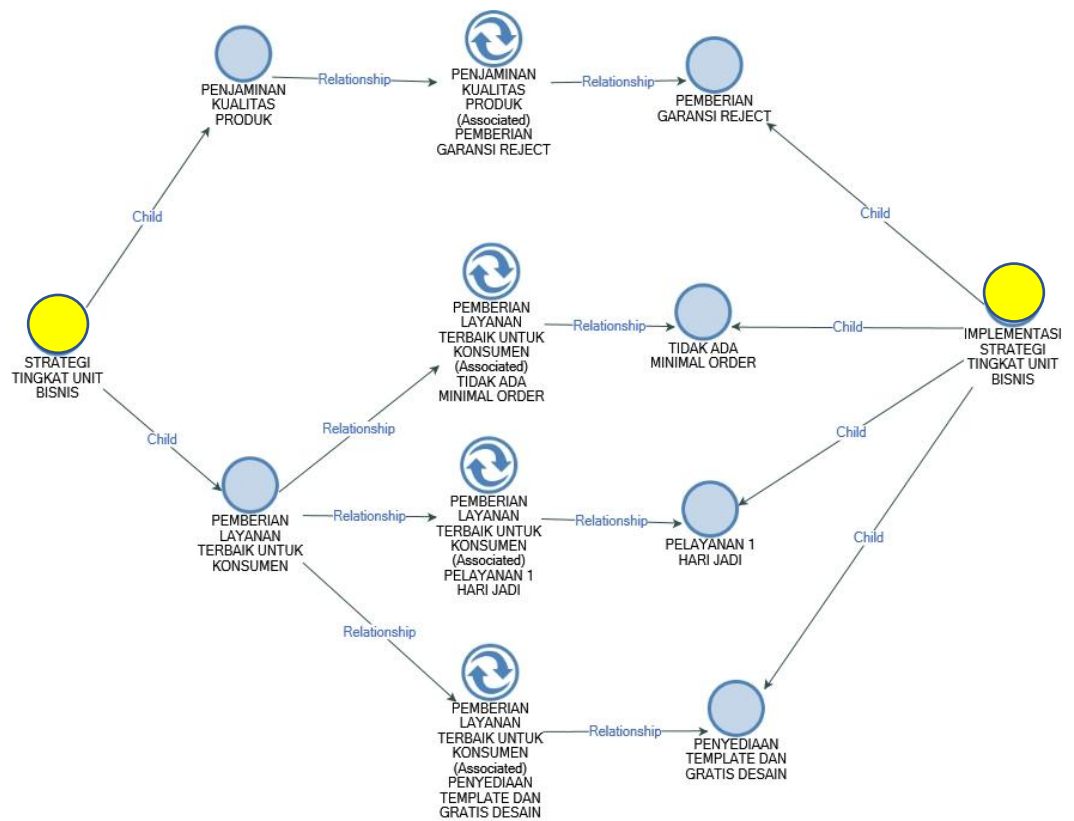 PENJAMINAN
KUALITAS
PRODUK
Relationship
PENJAMINAN
KUALITAS
PRODUK
(Associated)
PEMBERIAN
GARANSI REJECT
Relationship
PEMBERIAN
GARANSI REJECT
Child
Child
STRATEGI
TINGKAT UNIT
BISNIS
PEMBERIAN
LAYANAN
TERBAIK UNTUK
KONSUMEN
(Associated)
TIDAK ADA
MINIMAL ORDER
Relationship
TIDAK ADA
MINIMAL ORDER
Child
IMPLEMENTASI
STRATEGI
TINGKAT UNIT
BISNIS
Child
Relationship
Child
PEMBERIAN
LAYANAN
TERBAIK UNTUK
KONSUMEN
Relationship
PEMBERIAN
LAYANAN
TERBAIK UNTUK
KONSUMEN
(Associated)
PELAYANAN 1
HARI JADI
Relationship
PELAYANAN 1
HARI JADI
Child
Relationship
PEMBERIAN
LAYANAN
TERBAIK UNTUK
KONSUMEN
(Associated)
PENYEDIAAN
TEMPLATE DAN
GRATIS DESAIN
Relationship
PENYEDIAAN
TEMPLATE DAN
GRATIS DESAIN